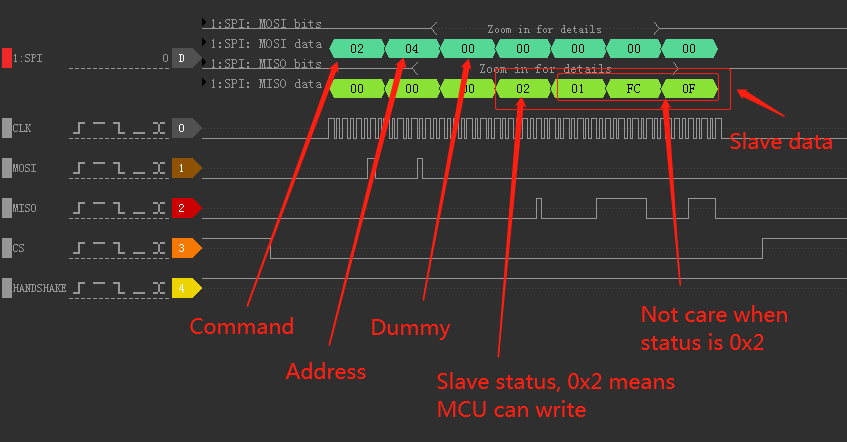 1:SPI: MOSI bits
Zoom in for details
1:SPI: MOSI data
02 04 00 00 00 00 00
1:SPI
0
D
1:SPI: MISO bits
Zoom in for details
1:SPI: MISO data
00 00 00 02 01 FC 0F
Slave data
CLK
0
MOSI
1
MISO
2
CS
3
HANDSHAKE
4
Command
Dummy
Not care when
status is 0x2
Address
Slave status, 0x2 means
MCU can write